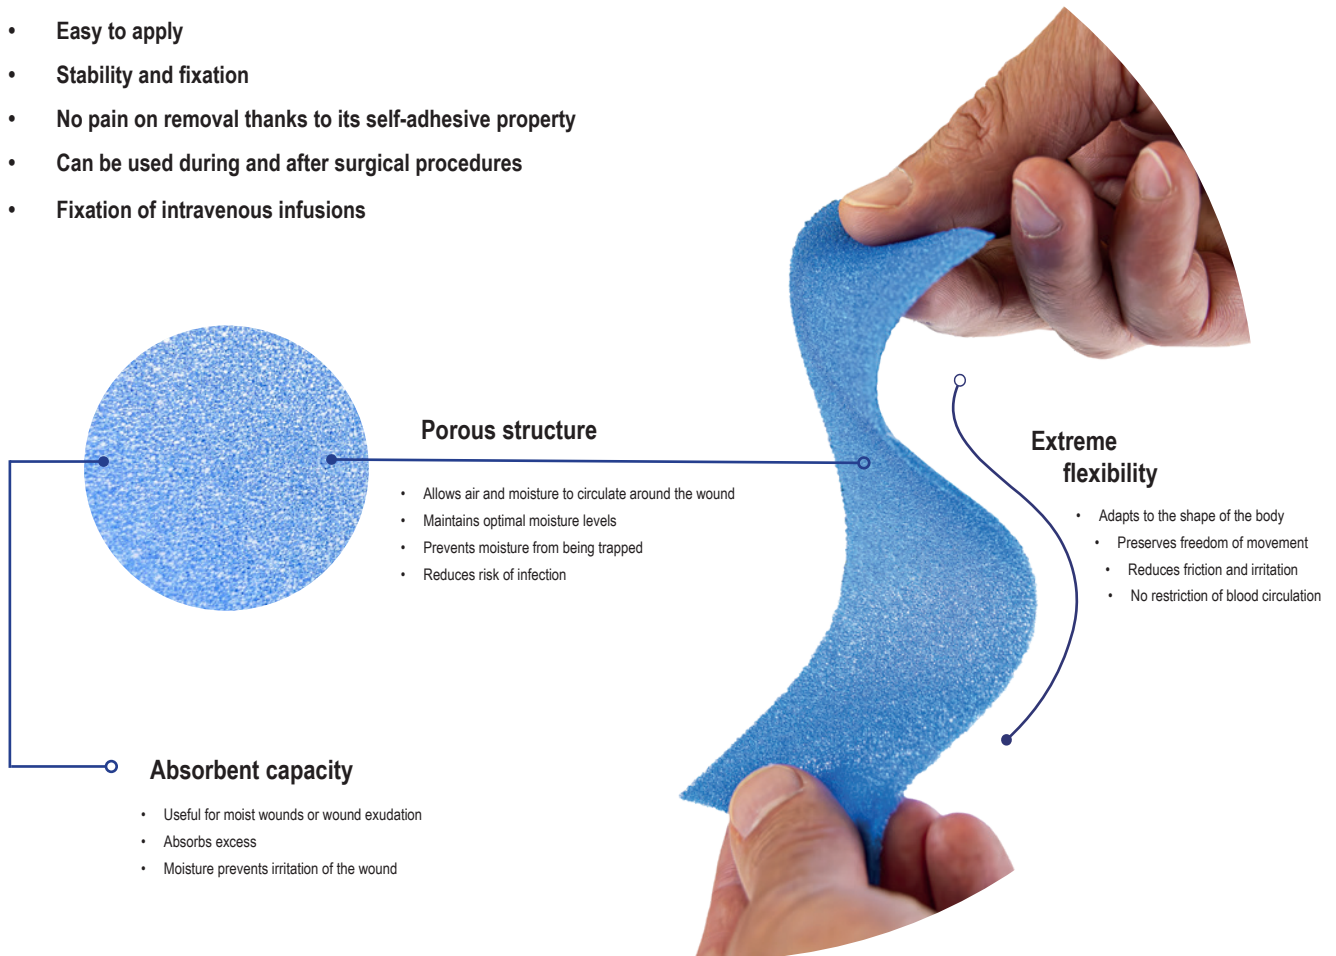 • Easy to apply
• Stability and fixation
• No pain on removal thanks to its self-adhesive property
• Can be used during and after surgical procedures
• Fixation of intravenous infusions
Porous structure
• Allows air and moisture to circulate around the wound
• Maintains optimal moisture levels
• Prevents moisture from being trapped
• Reduces risk of infection
Extreme
flexibility
• Adapts to the shape of the body
• Preserves freedom of movement
• Reduces friction and irritation
• No restriction of blood circulation
Absorbent capacity
• Useful for moist wounds or wound exudation
• Absorbs excess
• Moisture prevents irritation of the wound